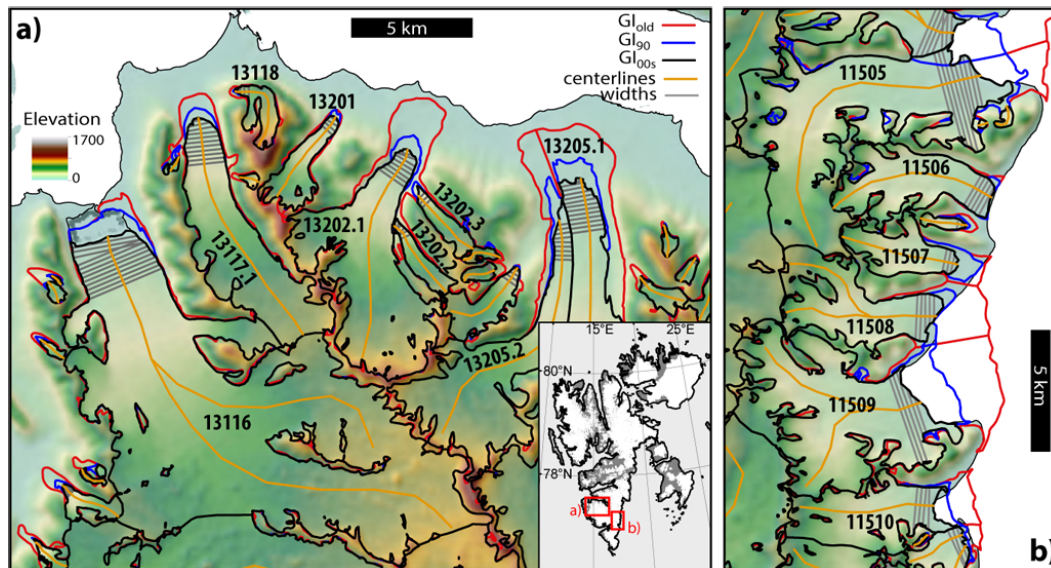 a)
5 km
GIold
GI90
GI00s
centerlines
widths
Elevation
1700
0
13118
13201
13205.1
13202.3
13202.1
13117.1
13205.2
13116
15°E
25°E
80°N
78°N
a)
b)
11505
11506
11507
11508
11509
11510
5 km
b)